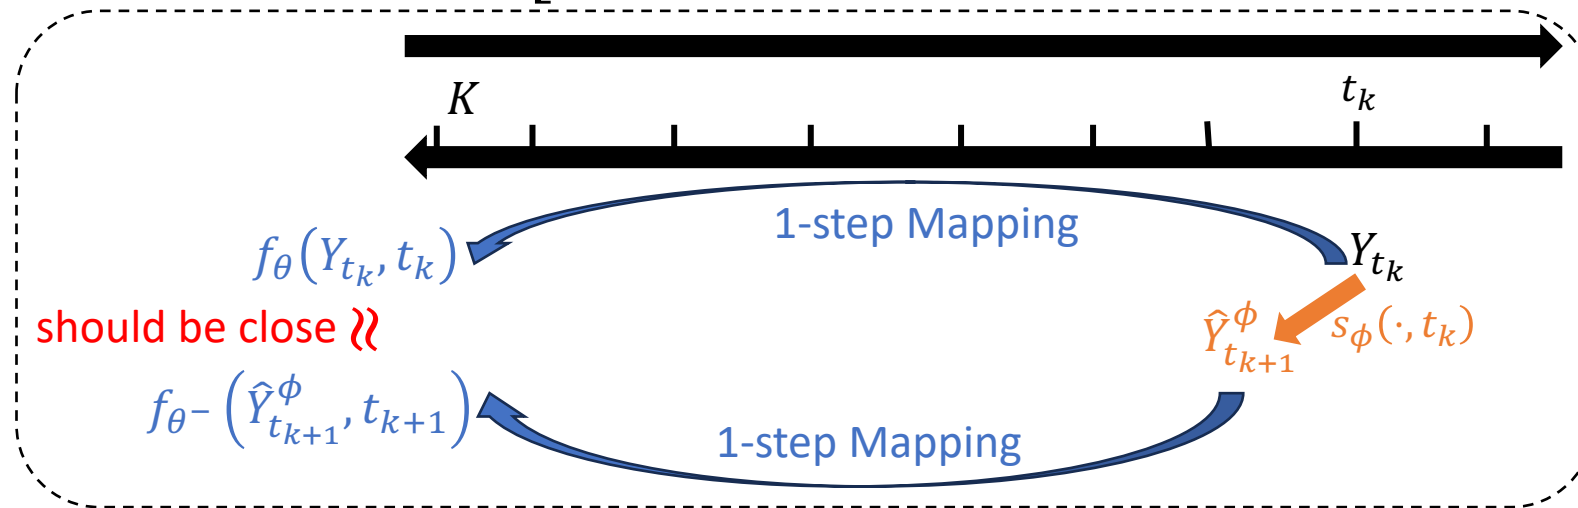 K
t_k
1-step Mapping
f_θ(Y_{t_k}, t_k)
Y_{t_k}
should be close ≈
Ŷ^ϕ_{t_{k+1}}
s_ϕ(·, t_k)
f_{θ^-}(Ŷ^ϕ_{t_{k+1}}, t_{k+1})
1-step Mapping